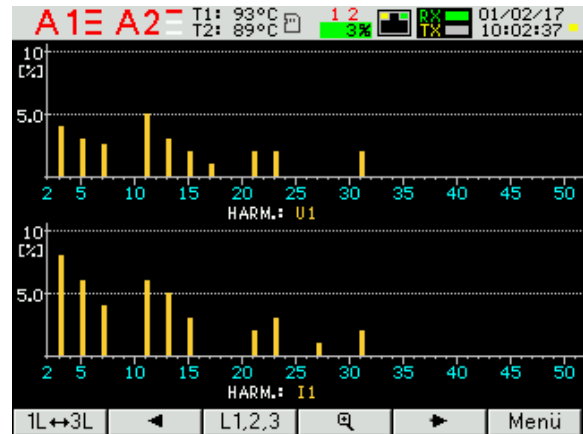 A1 A2 T1: 93°C 1 2 RX 01/02/17
T2: 89°C 3% TX 10:02:37
10
[%]
5.0
2 5 10 15 20 25 30 35 40 45 50
HARM.: U1
10
[%]
5.0
2 5 10 15 20 25 30 35 40 45 50
HARM.: I1
1L↔3L L1,2,3 Menü